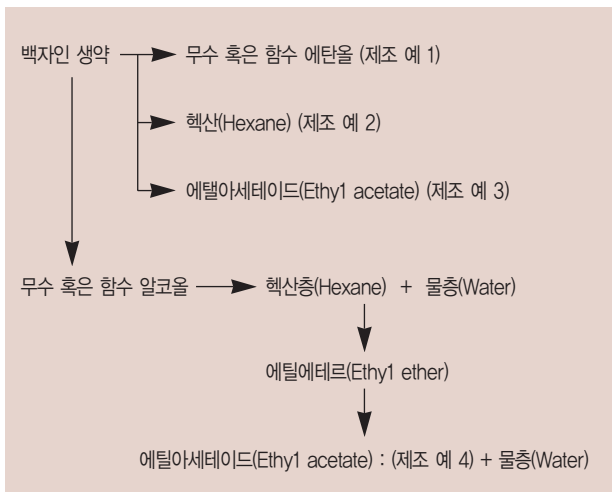 백자인 생약
무수 혹은 함수 에탄올 (제조 예 1)
헥산(Hexane) (제조 예 2)
에탤아세테이드(Ethy1 acetate) (제조 예 3)
무수 혹은 함수 알코올
헥산층(Hexane) + 물층(Water)
에틸에테르(Ethy1 ether)
에틸아세테이드(Ethy1 acetate) : (제조 예 4) + 물층(Water)